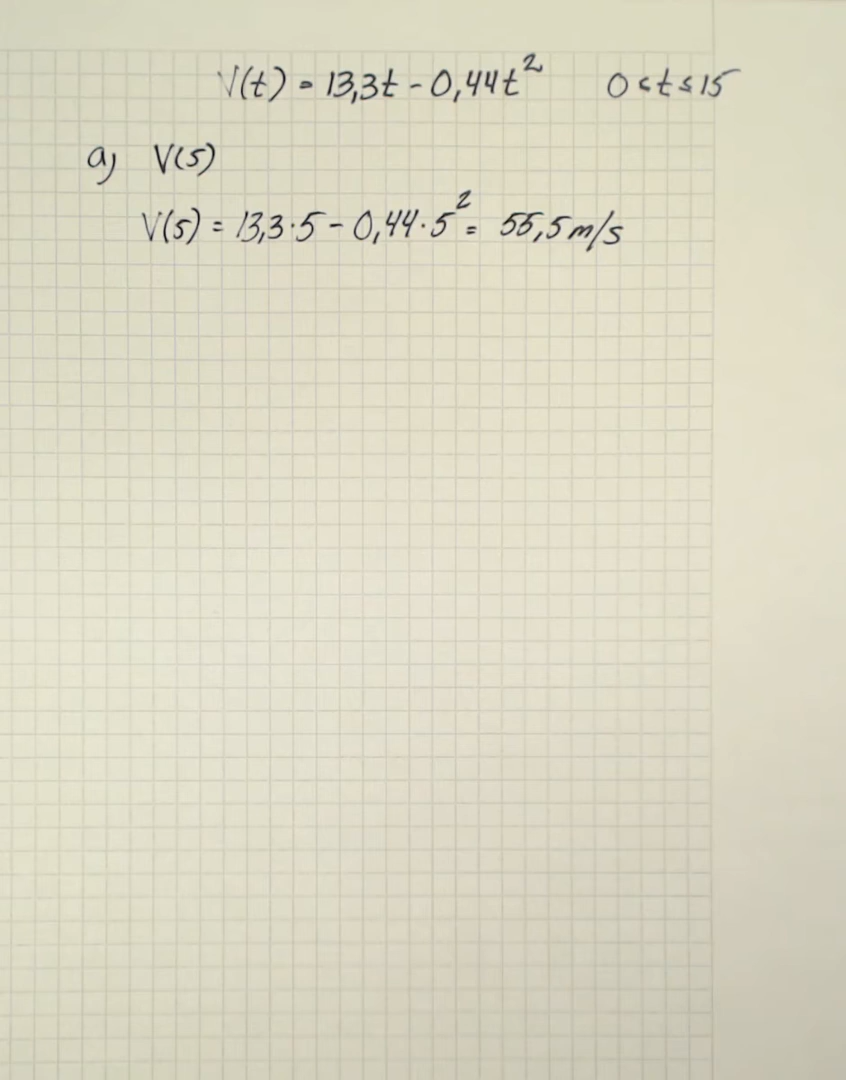 V(t) = 13,3t - 0,44t² 0 < t ≤ 15
a) V(5)
V(5) = 13,3·5 - 0,44·5² = 55,5 m/s